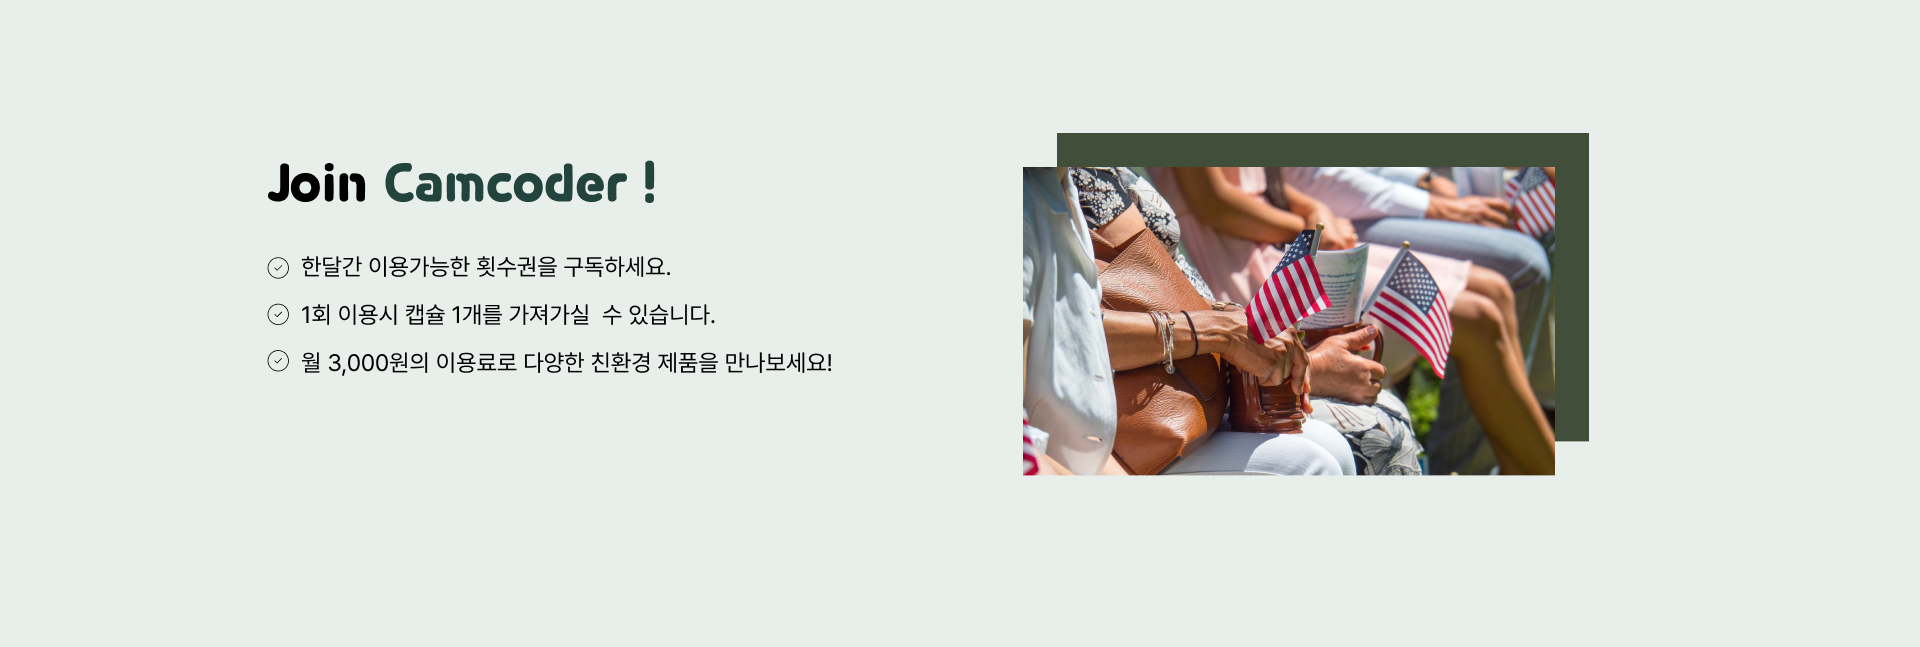 Join Camcoder !
한달간 이용가능한 횟수권을 구독하세요.
1회 이용시 캡슐 1개를 가져가실  수 있습니다.
월 3,000원의 이용료로 다양한 친환경 제품을 만나보세요!